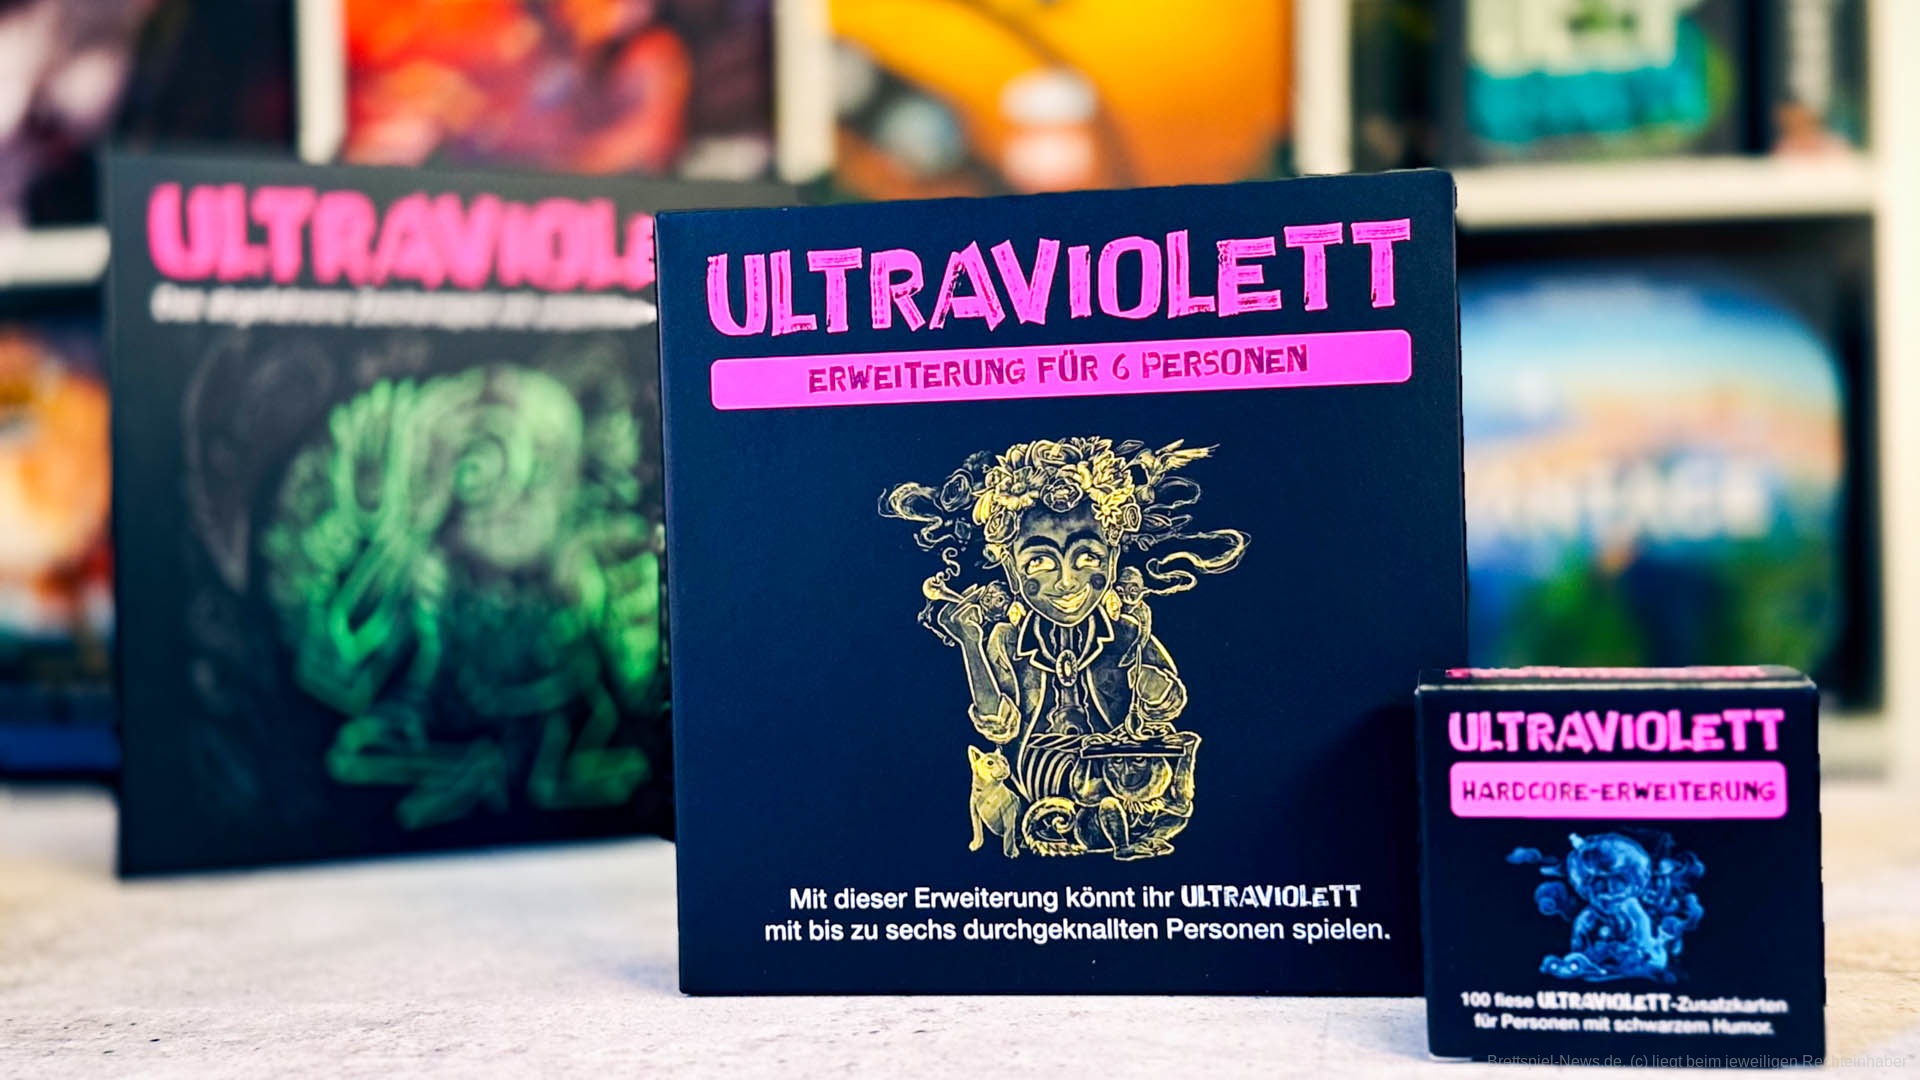 ULTRAVIOLE
ULTRAVIOLETT
ERWEITERUNG FÜR 6 PERSONEN
Mit dieser Erweiterung könnt ihr ULTRAVIOLETT
mit bis zu sechs durchgeknallten Personen spielen.
ULTRAVIOLETT
HARDCORE-ERWEITERUNG
100 fiese ULTRAVIOLETT-Zusatzkarten
für Personen mit schwarzem Humor.
Brettspiel-News.de, (c) liegt beim jeweiligen Rechteinhaber